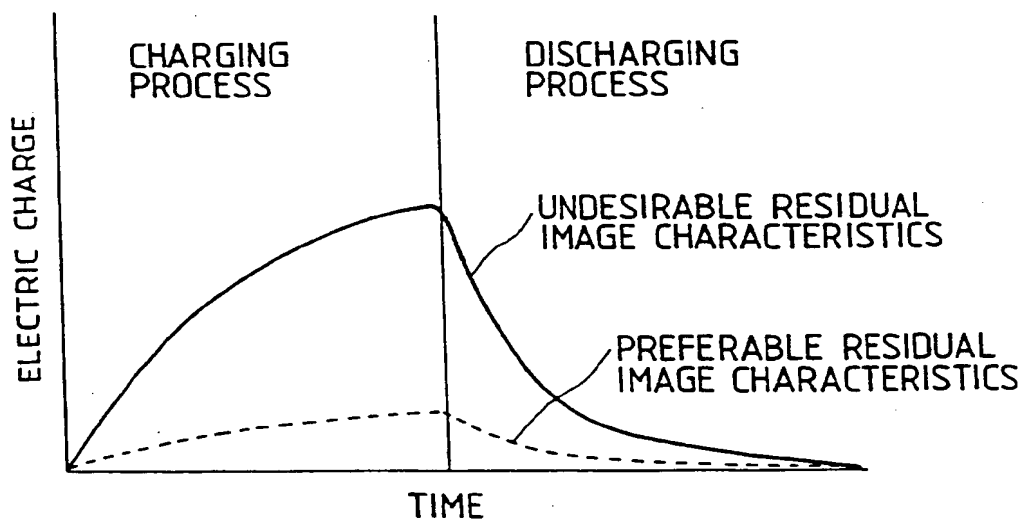 CHARGING
PROCESS
DISCHARGING
PROCESS
ELECTRIC CHARGE
UNDESIRABLE RESIDUAL
IMAGE CHARACTERISTICS
PREFERABLE RESIDUAL
IMAGE CHARACTERISTICS
TIME